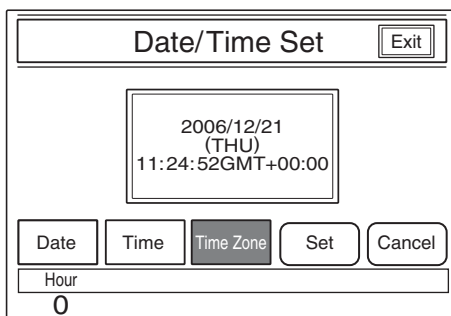 Date/Time Set Exit
2006/12/21
(THU)
11:24:52GMT+00:00
Date Time Time Zone Set Cancel
Hour
0